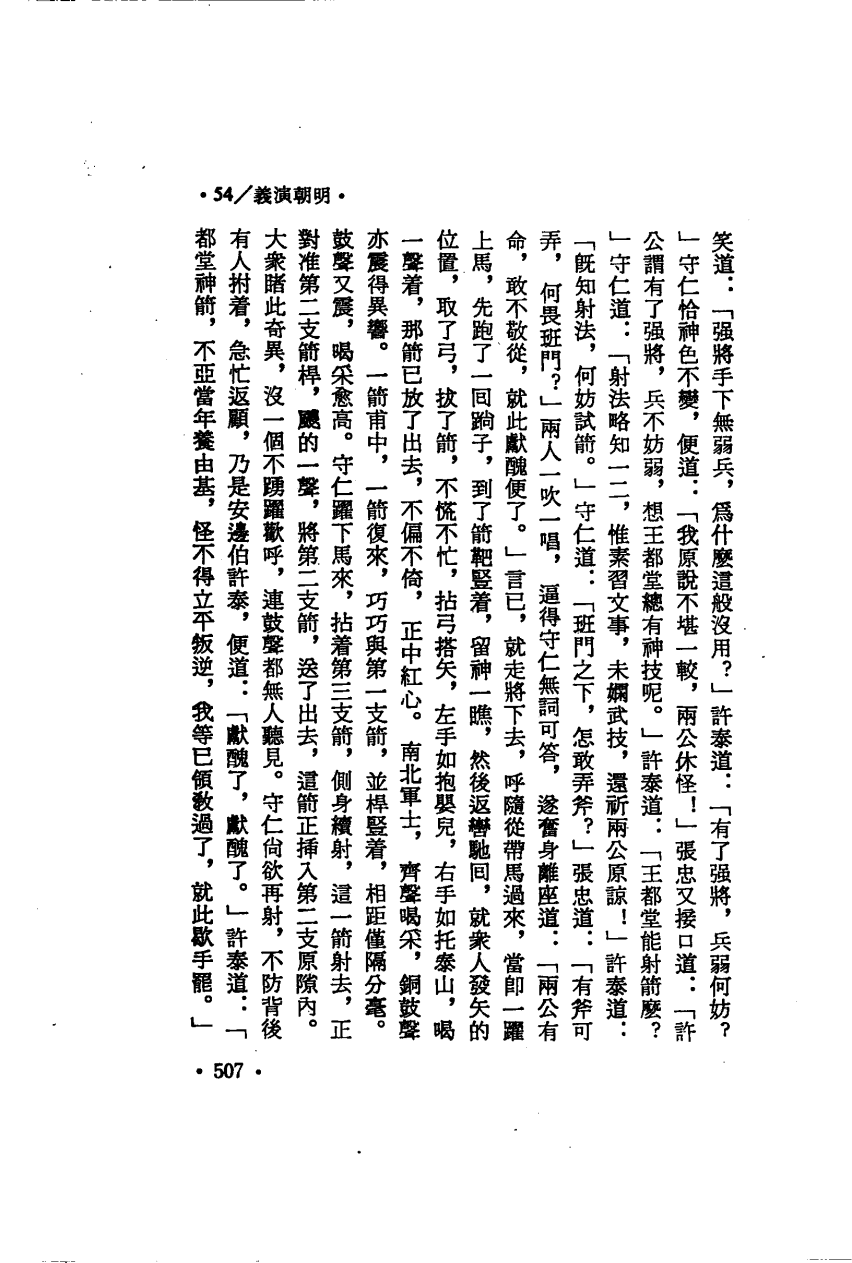 ·54/義演朝明·
笑道：「强將手下無弱兵，爲什麽這般沒用？」許泰道：「有了强將，兵弱何妨？
」守仁恰神色不變，便道：「我原說不堪一較，兩公休怪！」張忠又接口道：「許
公謂有了强將，兵不妨弱，想王都堂總有神技呢。」許泰道：「王都堂能射箭麽？
」守仁道：「射法略知一二，惟素習文事，未嫻武技，還祈兩公原諒！」許泰道：
「既知射法，何妨試箭。」守仁道：「班門之下，怎敢弄斧？」張忠道：「有斧可
弄，何畏班門？」兩人一吹一唱，逼得守仁無詞可答，遂奮身離座道：「兩公有
命，敢不敬從，就此獻醜便了。」言已，就走將下去，呼隨從帶馬過來，當卽一躍
上馬，先跑了一回趟子，到了箭靶竪着，留神一瞧，然後返轡馳回，就衆人發矢的
位置，取了弓，拔了箭，不慌不忙，拈弓搭矢，左手如抱嬰兒，右手如托泰山，喝
一聲着，那箭已放了出去，不偏不倚，正中紅心。南北軍士，齊聲喝采，銅鼓聲
亦震得異響。一箭甫中，一箭復來，巧巧與第一支箭，並桿竪着，相距僅隔分毫。
鼓聲又震，喝采愈高。守仁躍下馬來，拈着第三支箭，側身續射，這一箭射去，正
對准第二支箭桿，颼的一聲，將第二支箭，送了出去，這箭正插入第二支原隙內。
大衆睹此奇異，沒一個不踴躍歡呼，連鼓聲都無人聽見。守仁尙欲再射，不防背後
有人拊着，急忙返顧，乃是安邊伯許泰，便道：「獻醜了，獻醜了。」許泰道：「
都堂神箭，不亞當年養由基，怪不得立平叛逆，我等已領敎過了，就此歇手罷。」
·507·